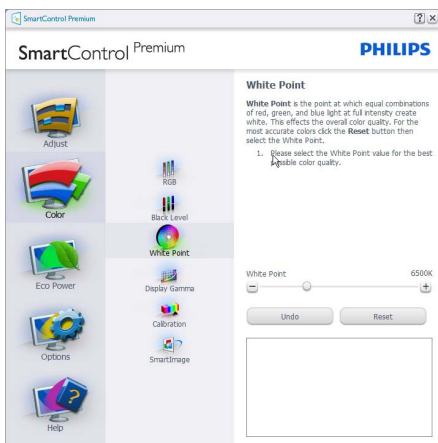 SmartControl Premium
SmartControl Premium
PHILIPS
Adjust
Color
Eco Power
Options
Help
RGB
Black Level
White Point
Display Gamma
Calibration
SmartImage
White Point
White Point is the point at which equal combinations
of red, green, and blue light at full intensity create
white. This effects the overall color quality. For the
most accurate colors click the Reset button then
select the White Point.
1. Please select the White Point value for the best
possible color quality.
White Point 6500K
Undo Reset